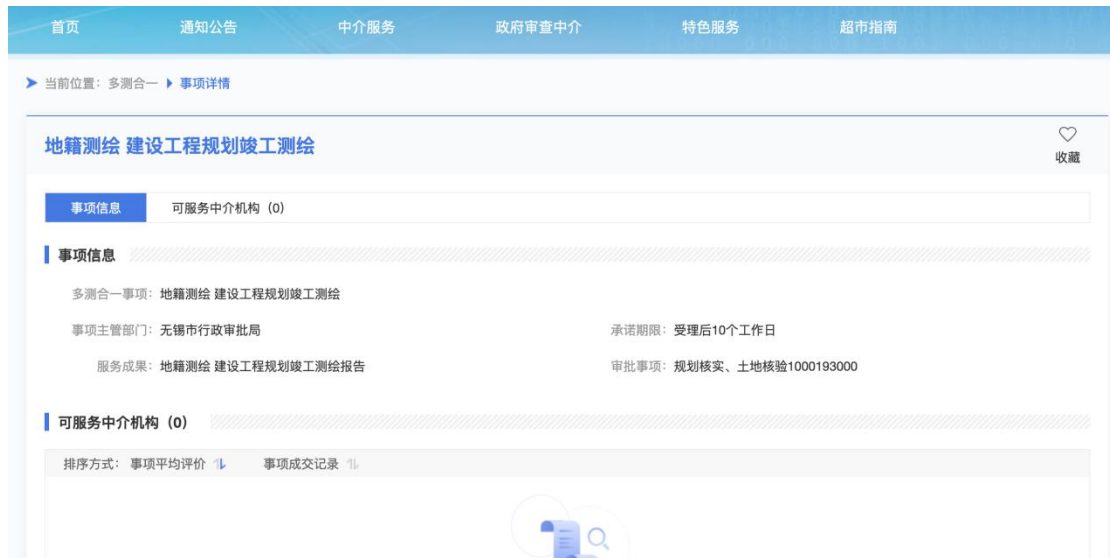 首页 通知公告 中介服务 政府审查中介 特色服务 超市指南
当前位置：多测合一 事项详情
地籍测绘 建设工程规划竣工测绘
收藏
事项信息 可服务中介机构（0）
事项信息
多测合一事项：地籍测绘 建设工程规划竣工测绘
事项主管部门：无锡市行政审批局 承诺期限：受理后10个工作日
服务成果：地籍测绘 建设工程规划竣工测绘报告 审批事项：规划核实、土地核验1000193000
可服务中介机构（0）
排序方式：事项平均评价 事项成交记录